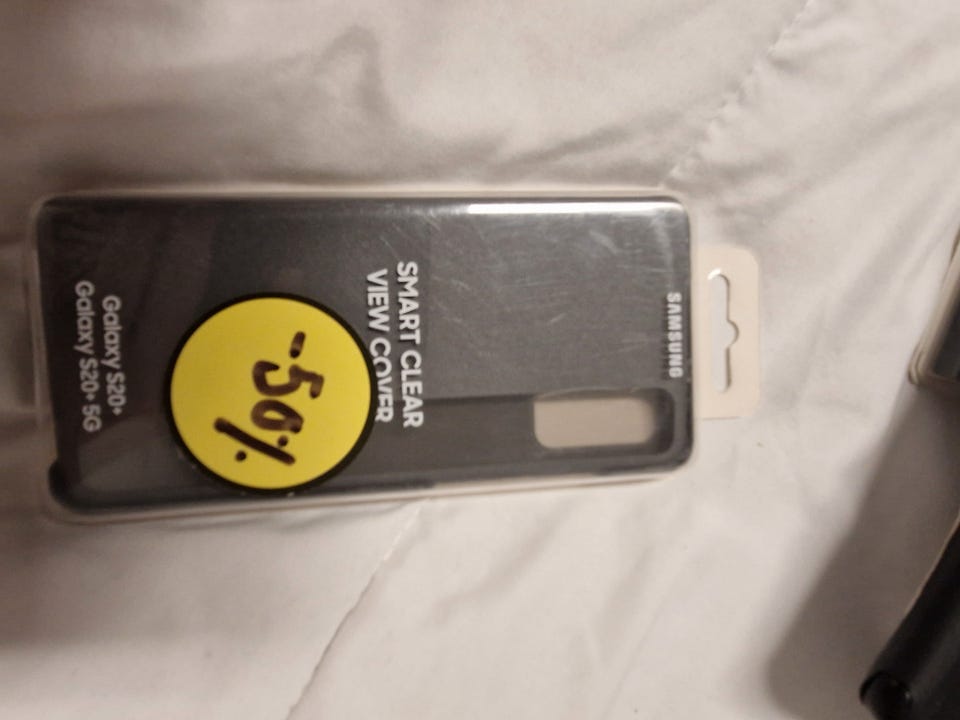 SAMSUNG
SMART CLEAR
VIEW COVER
-50%
Galaxy S20+
Galaxy S20+ 5G